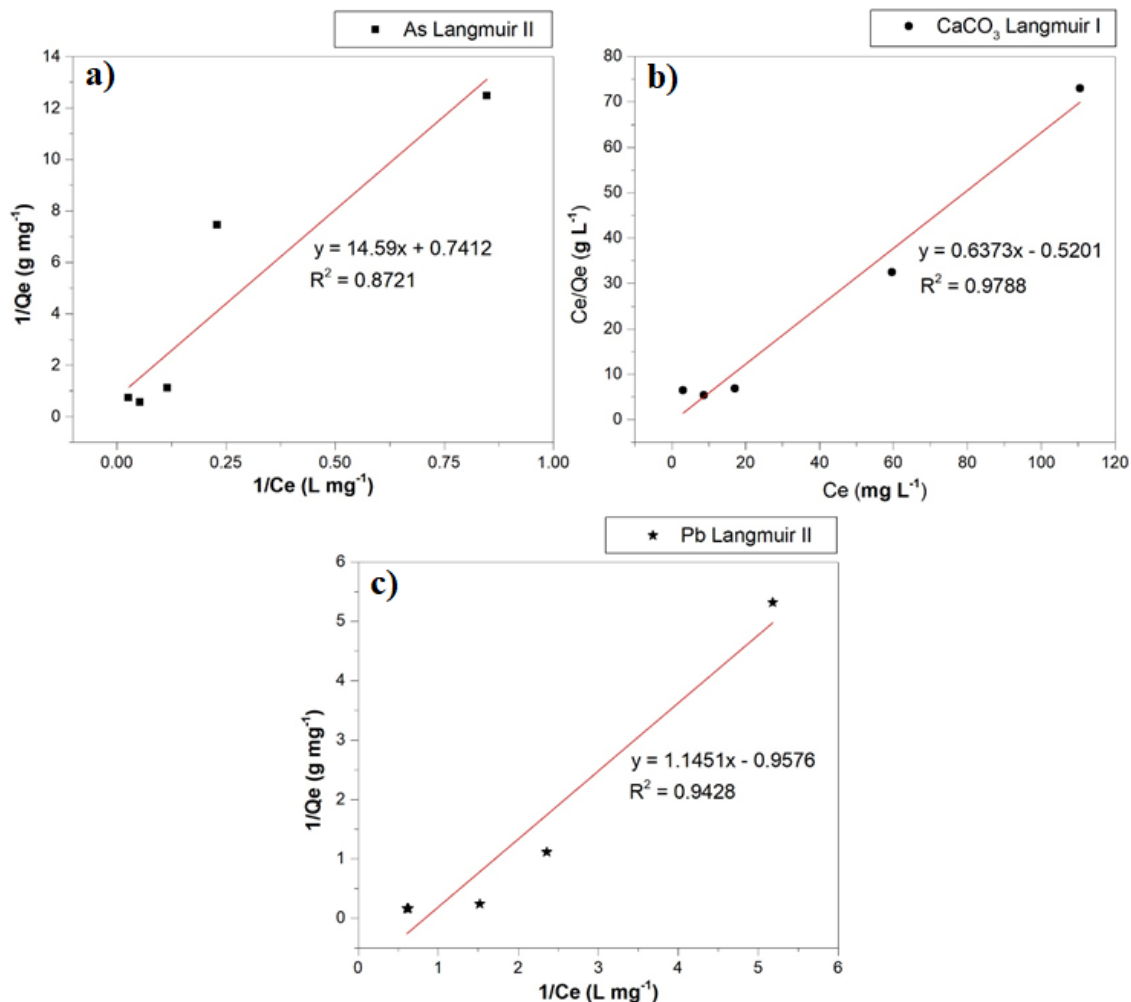 As Langmuir II
a)
14
12
10
8
6
4
2
0
1/Qe (g mg⁻¹)
y = 14.59x + 0.7412
R² = 0.8721
0.00 0.25 0.50 0.75 1.00
1/Ce (L mg⁻¹)
CaCO₃ Langmuir I
b)
80
70
60
50
40
30
20
10
0
Ce/Qe (g L⁻¹)
y = 0.6373x - 0.5201
R² = 0.9788
0 20 40 60 80 100 120
Ce (mg L⁻¹)
Pb Langmuir II
c)
6
5
4
3
2
1
0
1/Qe (g mg⁻¹)
y = 1.1451x - 0.9576
R² = 0.9428
0 1 2 3 4 5 6
1/Ce (L mg⁻¹)